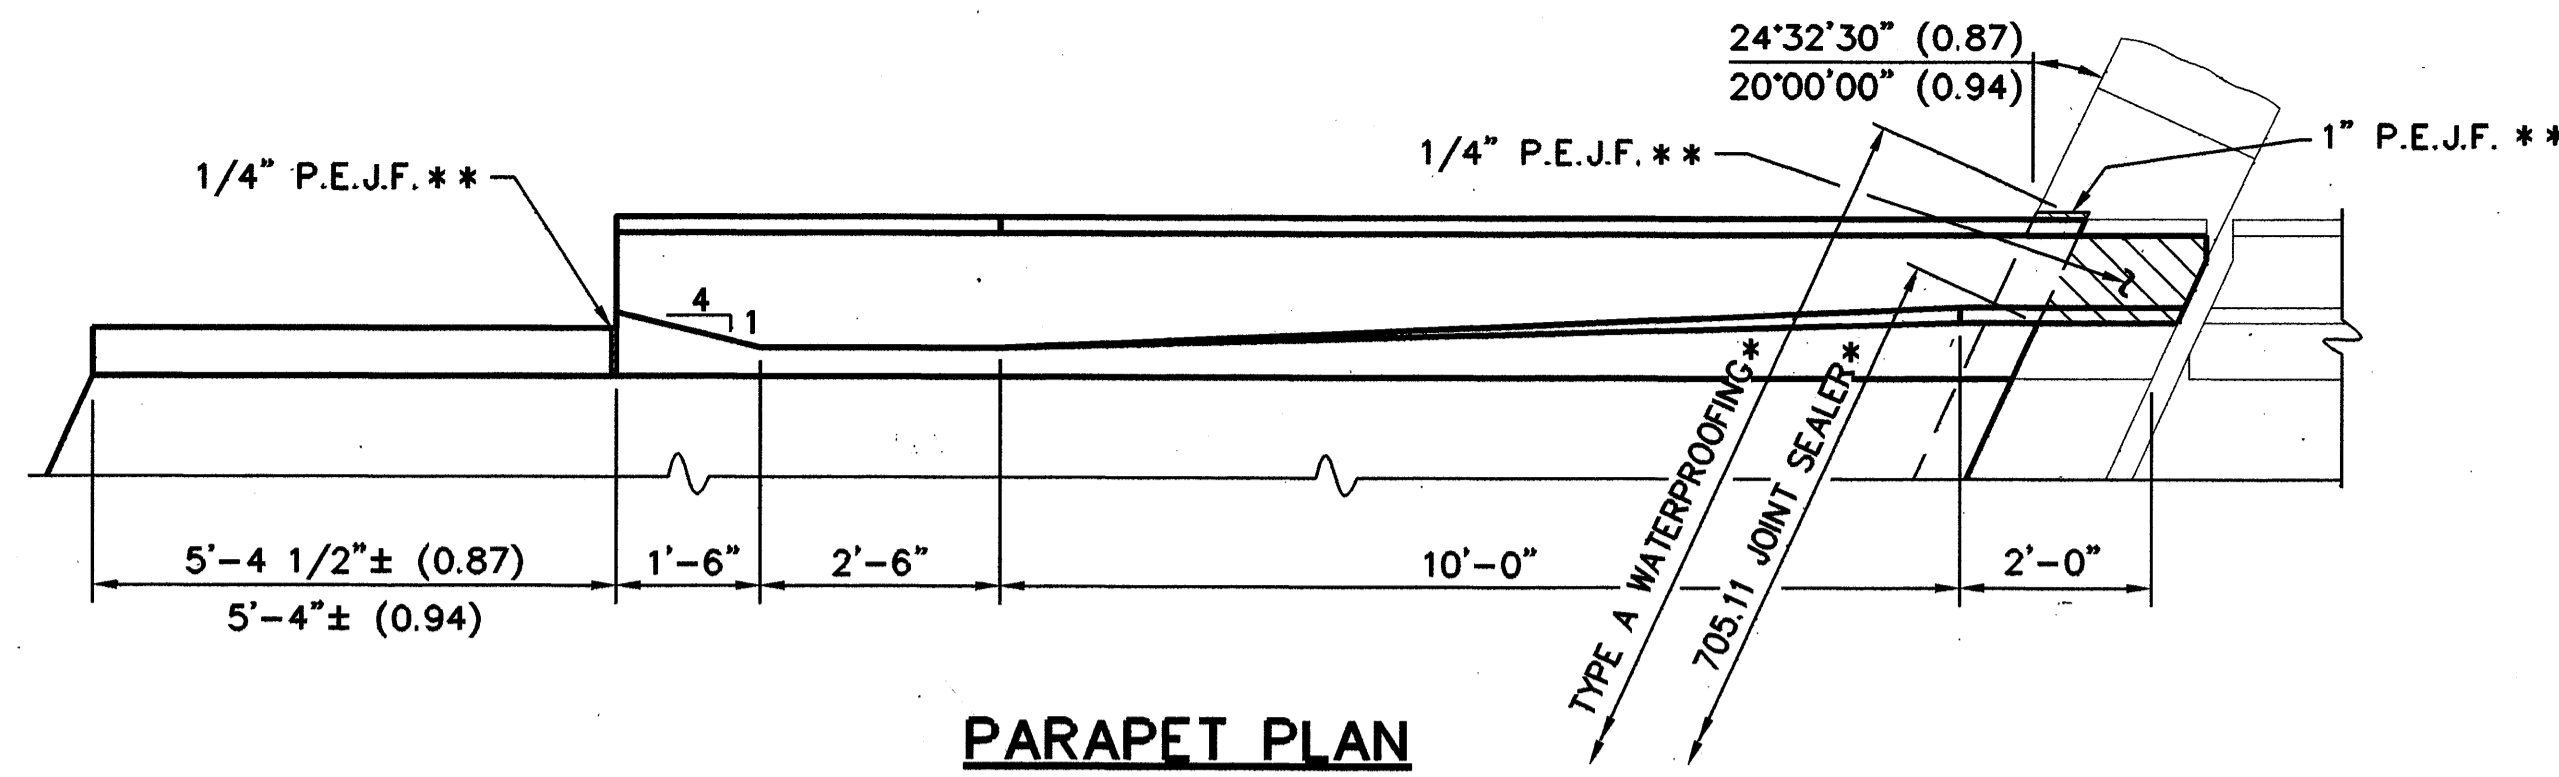 24°32'30" (0.87)
20°00'00" (0.94)
1/4" P.E.J.F. **
1" P.E.J.F. **
1/4" P.E.J.F. **
4
1
TYPE A WATERPROOFING*
705.11 JOINT SEALER*
5'-4 1/2"± (0.87)
5'-4"± (0.94)
1'-6"
2'-6"
10'-0"
2'-0"
PARAPET PLAN